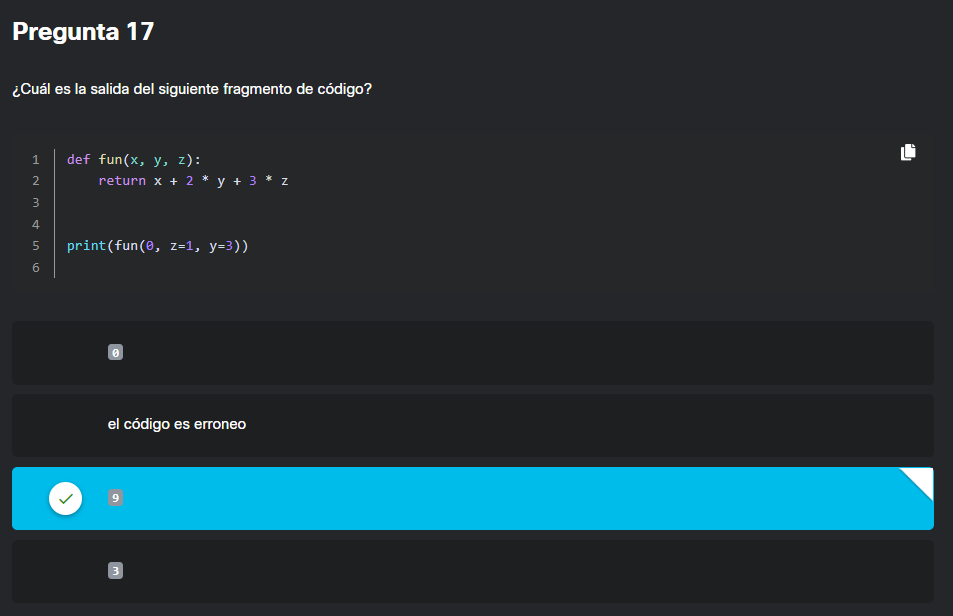 Pregunta 17
¿Cuál es la salida del siguiente fragmento de código?
1 def fun(x, y, z):
2     return x + 2 * y + 3 * z
3
4
5 print(fun(0, z=1, y=3))
6
0
el código es erroneo
9
3